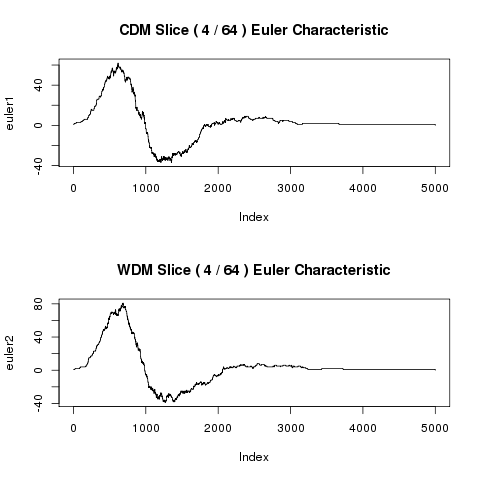 CDM Slice ( 4 / 64 ) Euler Characteristic
euler1
40
0
-40
0 1000 2000 3000 4000 5000
Index
WDM Slice ( 4 / 64 ) Euler Characteristic
euler2
80
40
0
-40
0 1000 2000 3000 4000 5000
Index